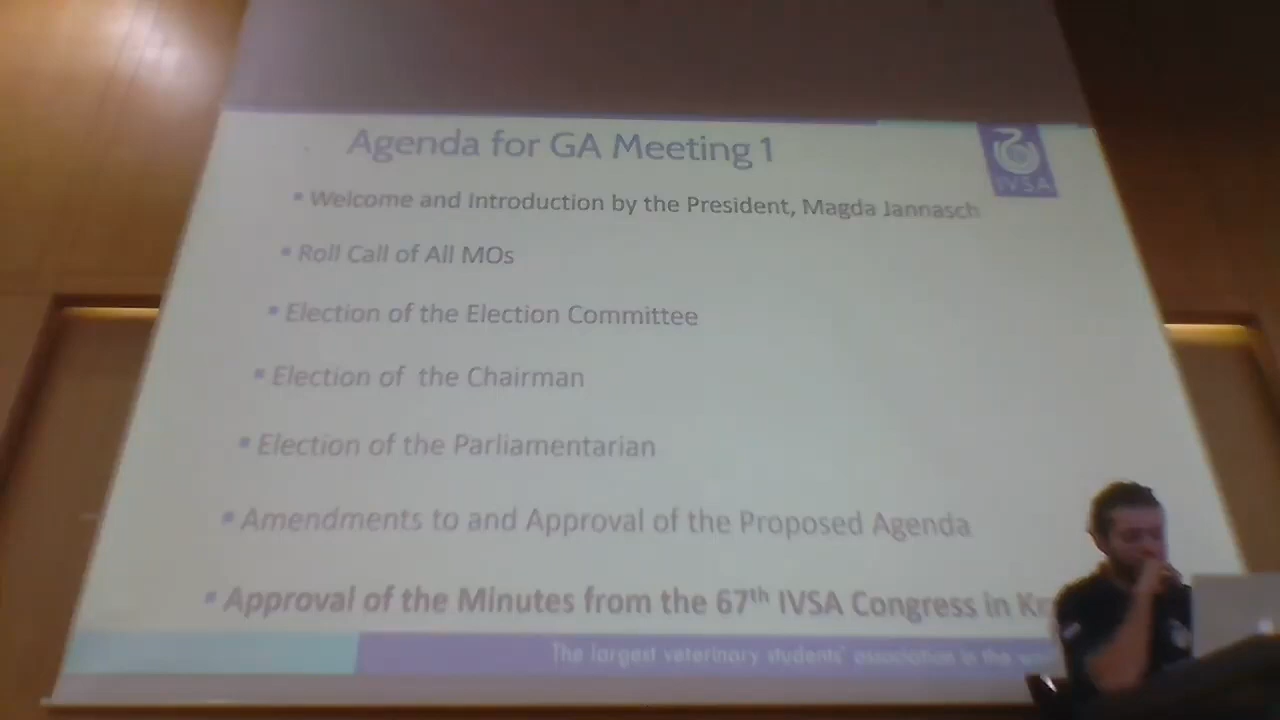 Agenda for GA Meeting 1
IVSA
▪ Welcome and Introduction by the President, Magda Jannasch
▪ Roll Call of All MOs
▪ Election of the Election Committee
▪ Election of the Chairman
▪ Election of the Parliamentarian
▪ Amendments to and Approval of the Proposed Agenda
▪ Approval of the Minutes from the 67th IVSA Congress in
The largest veterinary students' association in the